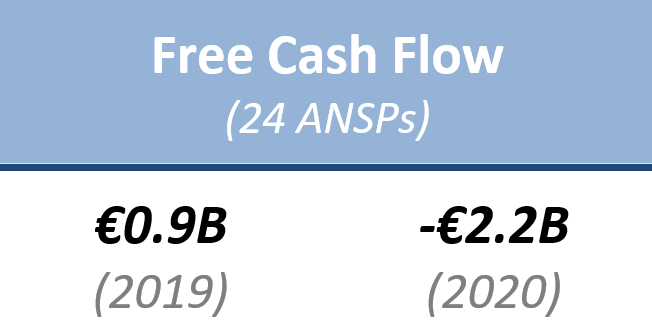 Free Cash Flow
(24 ANSPs)
€0.9B -€2.2B
(2019) (2020)